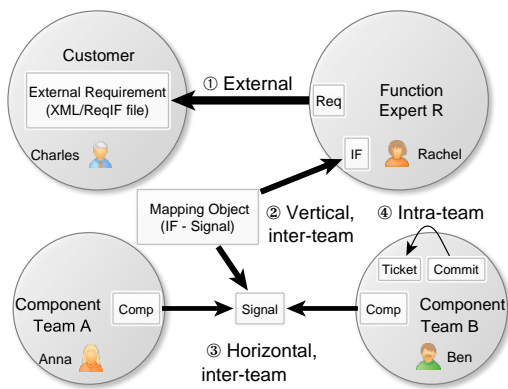 Customer
External Requirement
(XML/ReqIF file)
Charles
① External
Function
Expert R
Req
IF
Rachel
Mapping Object
(IF - Signal)
② Vertical,
inter-team
④ Intra-team
Ticket
Commit
Component
Team A
Comp
Anna
Signal
③ Horizontal,
inter-team
Comp
Component
Team B
Ben